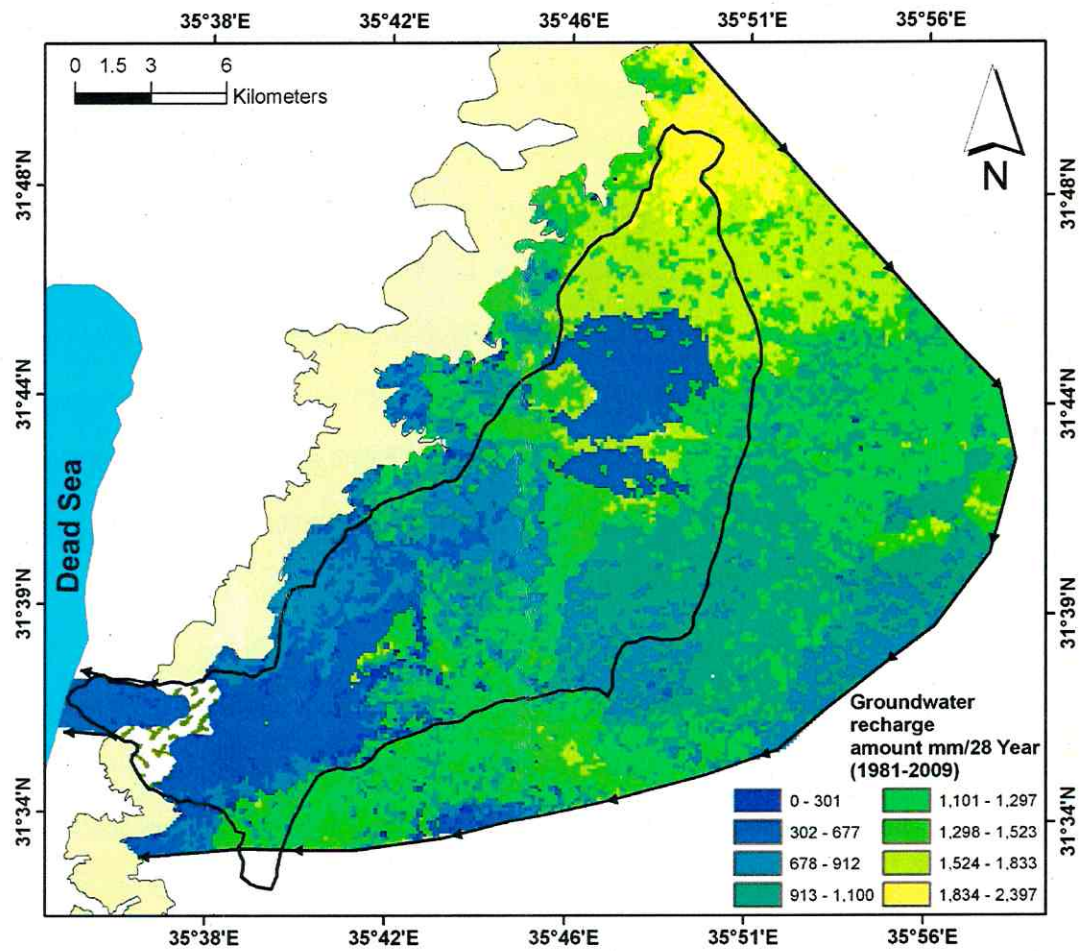 35°38'E 35°42'E 35°46'E 35°51'E 35°56'E
0 1.5 3 6
Kilometers
N
31°48'N 31°48'N
31°44'N 31°44'N
Dead Sea
31°39'N 31°39'N
31°34'N 31°34'N
Groundwater
recharge
amount mm/28 Year
(1981-2009)
0 - 301 1,101 - 1,297
302 - 677 1,298 - 1,523
678 - 912 1,524 - 1,833
913 - 1,100 1,834 - 2,397
35°38'E 35°42'E 35°46'E 35°51'E 35°56'E